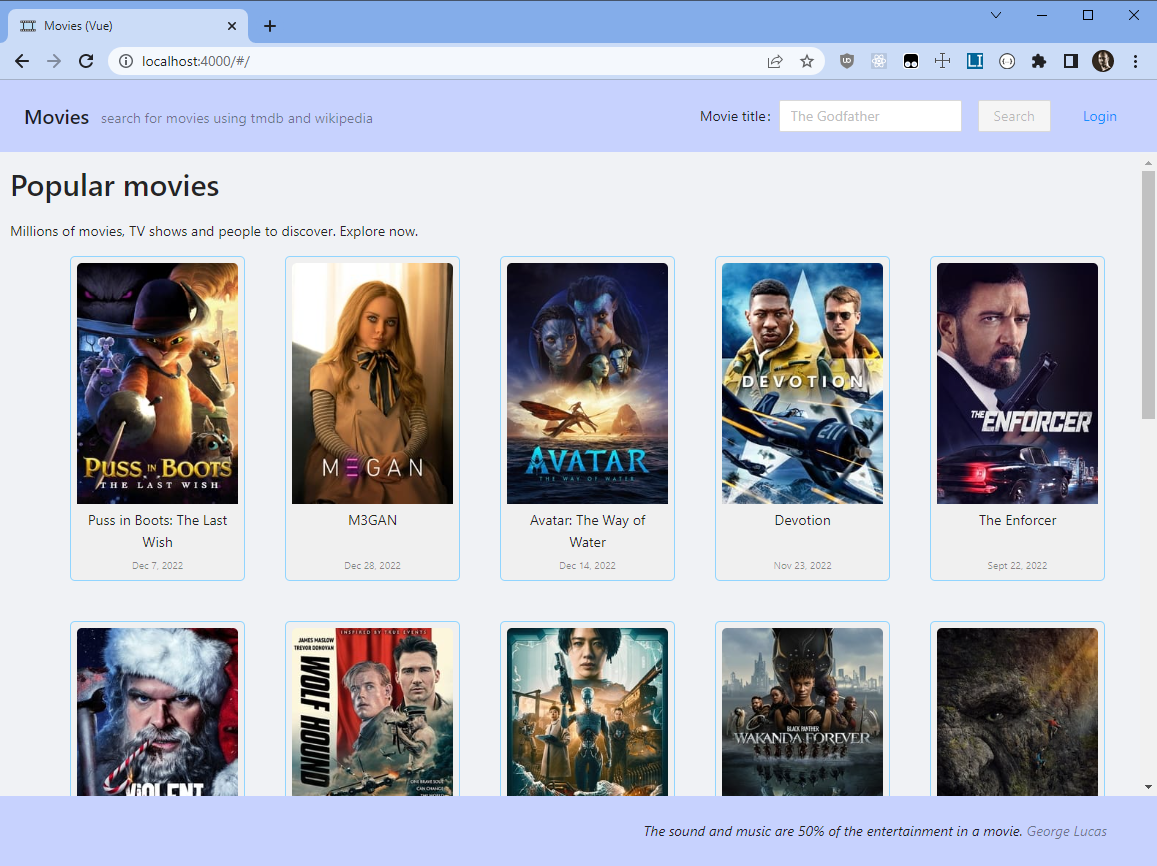 Movies (Vue)
localhost:4000/#/
Movies search for movies using tmdb and wikipedia
Movie title: The Godfather Search Login
Popular movies
Millions of movies, TV shows and people to discover. Explore now.
PUSS IN BOOTS
THE LAST WISH
M3GAN
AVATAR
THE WAY OF WATER
DEVOTION
THE ENFORCER
Puss in Boots: The Last
Wish
Dec 7, 2022
M3GAN
Dec 28, 2022
Avatar: The Way of
Water
Dec 14, 2022
Devotion
Nov 23, 2022
The Enforcer
Sept 22, 2022
VIOLENT
JAMES MASLOW
TREVOR DONOVAN
INSPIRED BY TRUE EVENTS
WOLF HOUND
ONE BRAVE SOUL
CAN CHANGE
BLACK PANTHER
WAKANDA FOREVER
The sound and music are 50% of the entertainment in a movie. George Lucas